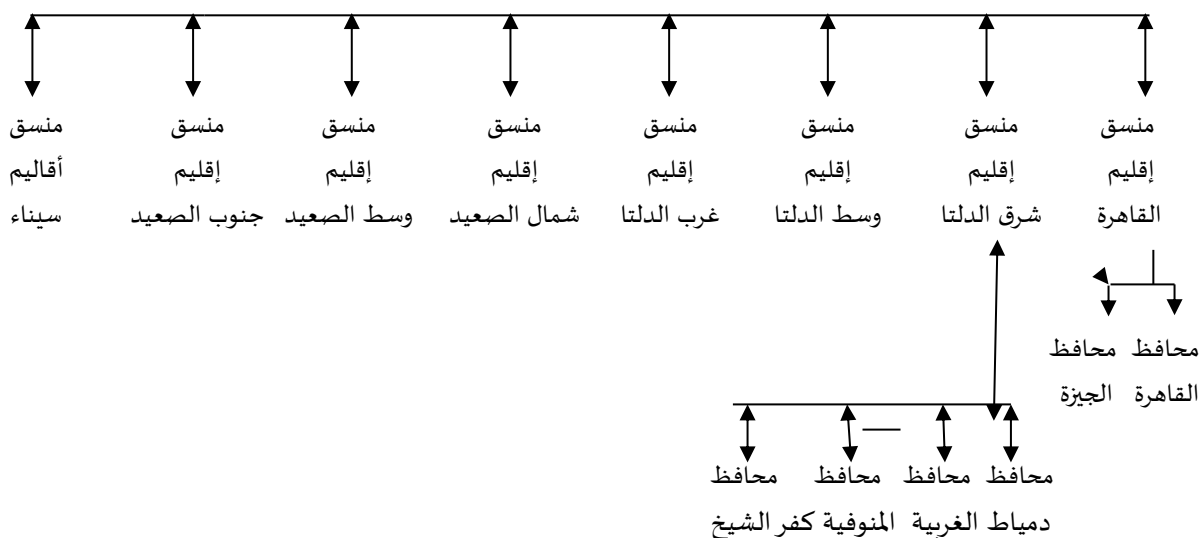 منسق منسق منسق منسق منسق منسق منسق منسق
إقليم إقليم إقليم إقليم إقليم إقليم إقليم أقاليم
القاهرة شرق الدلتا وسط الدلتا غرب الدلتا شمال الصعيد وسط الصعيد جنوب الصعيد سيناء
محافظ محافظ
القاهرة الجيزة
محافظ محافظ محافظ محافظ
دمياط الغربية المنوفية كفر الشيخ